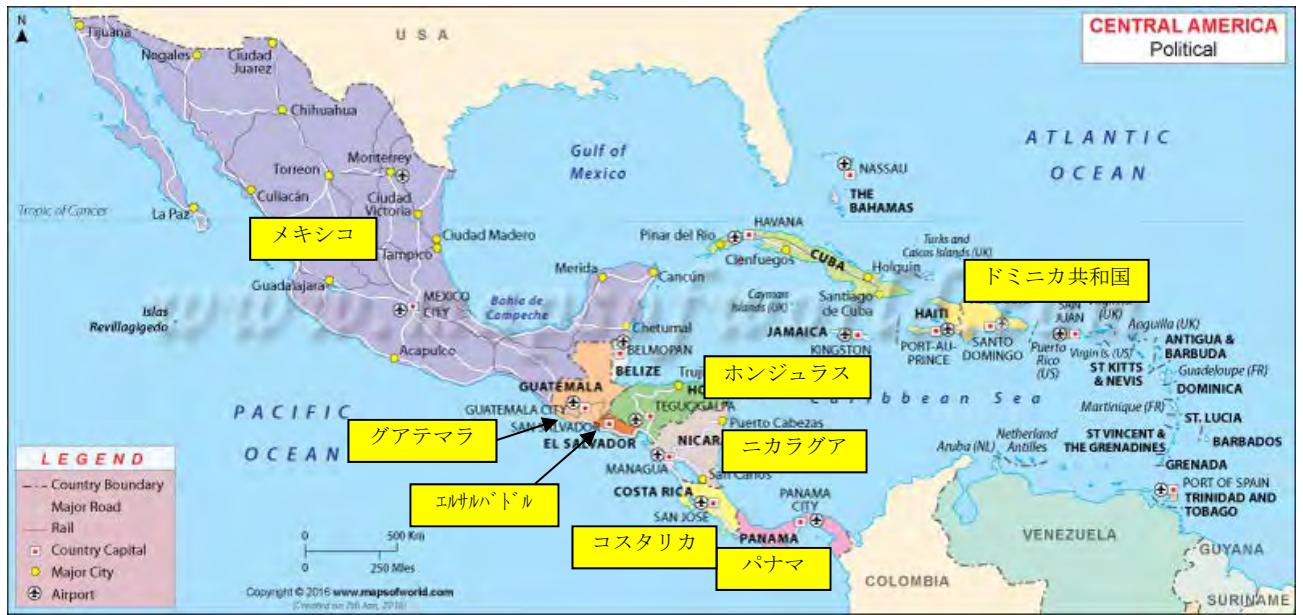 N
CENTRAL AMERICA
Political
USA
Tijuana
Nogales
Ciudad
Juarez
Chihuahua
Monterrey
Torreon
Ciudad
Victoria
Culiacán
La Paz
Tropic of Cancer
メキシコ
Ciudad Madero
Tampico
Guadalajara
MEXICO
CITY
Islas
Revillagigedo
Acapulco
Gulf of
Mexico
Bahia de
Campeche
Merida
Cancún
Chetumal
BELMOPAN
BELIZE
ATLANTIC
OCEAN
NASSAU
THE
BAHAMAS
HAVANA
Pinar del Rio
Cienfuegos
CUBA
Holguin
Santiago
de Cuba
Turks and
Caicos Islands (UK)
Cayman
Islands (UK)
JAMAICA
KINGSTON
ドミニカ共和国
HAITI
PORT-AU-
PRINCE
SANTO
DOMINGO
SAN
JUAN
Puerto
Rico
(US)
(UK)
Virgin Is. (US)
Anguilla (UK)
ANTIGUA &
BARBUDA
ST KITTS
& NEVIS
Guadeloupe (FR)
DOMINICA
Martinique (FR)
ST. LUCIA
ST VINCENT &
THE GRENADINES
BARBADOS
GRENADA
PORT OF SPAIN
TRINIDAD AND
TOBAGO
Aruba (NL)
Netherland
Antilles
Caribbean Sea
GUATEMALA
GUATEMALA CITY
グアテマラ
SAN SALVADOR
EL SALVADOR
エルサルバドル
ホンジュラス
TEGUCIGALPA
Puerto Cabezas
ニカラグア
MANAGUA
San Carlos
COSTA RICA
SAN JOSE
コスタリカ
PANAMA
CITY
PANAMA
パナマ
PACIFIC
OCEAN
COLOMBIA
VENEZUELA
GUYANA
SURINAME
LEGEND
Country Boundary
Major Road
Rail
Country Capital
Major City
Airport
0 500 Km
0 250 Miles
Copyright © 2016 www.mapsofworld.com